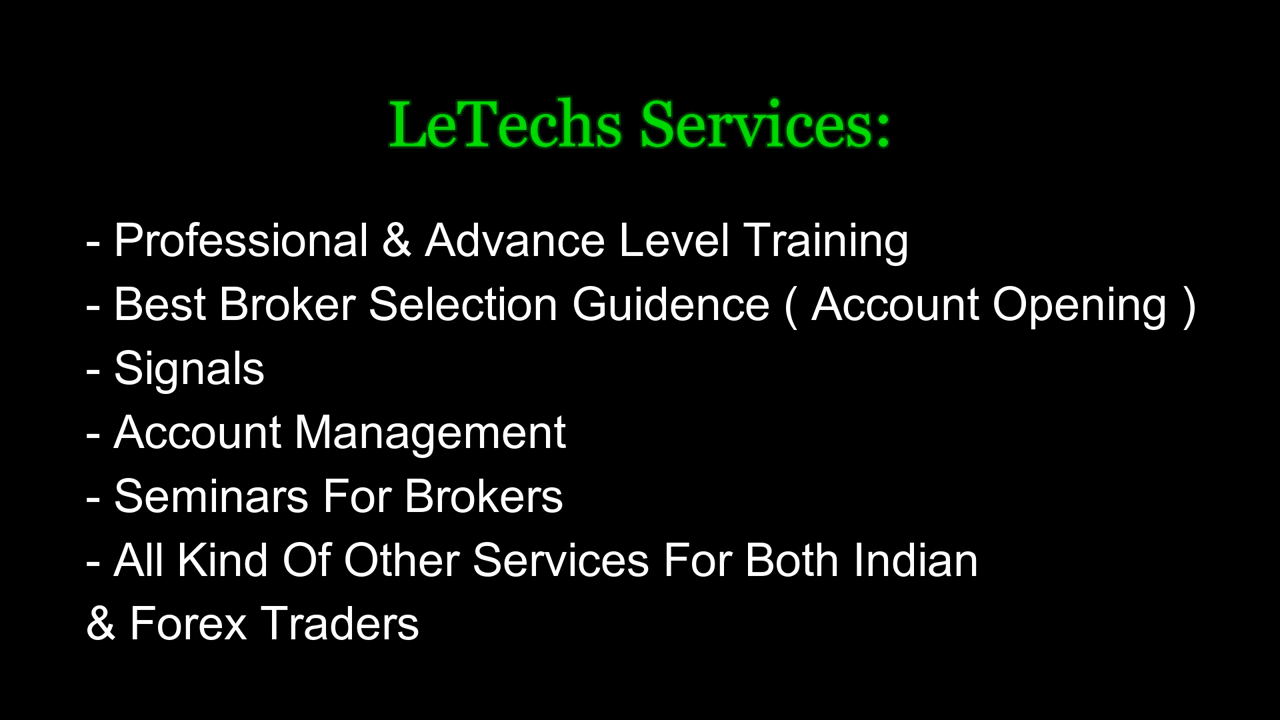 LeTechs Services:
- Professional & Advance Level Training
- Best Broker Selection Guidence ( Account Opening )
- Signals
- Account Management
- Seminars For Brokers
- All Kind Of Other Services For Both Indian
& Forex Traders